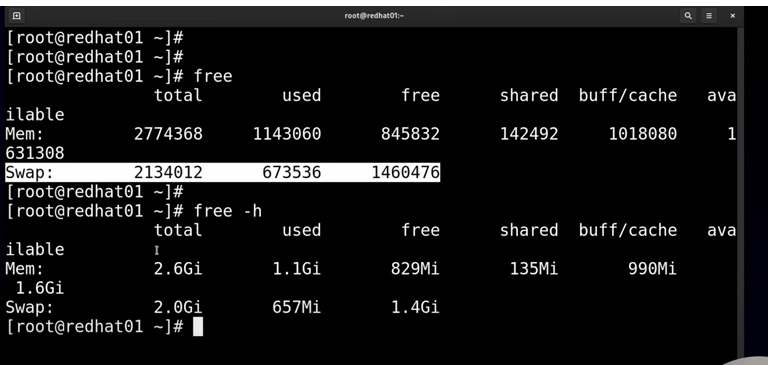 root@redhat01:~
[root@redhat01 ~]#
[root@redhat01 ~]#
[root@redhat01 ~]# free
total used free shared buff/cache ava
ilable
Mem: 2774368 1143060 845832 142492 1018080 1
631308
Swap: 2134012 673536 1460476
[root@redhat01 ~]#
[root@redhat01 ~]# free -h
total used free shared buff/cache ava
ilable
Mem: 2.6Gi 1.1Gi 829Mi 135Mi 990Mi
1.6Gi
Swap: 2.0Gi 657Mi 1.4Gi
[root@redhat01 ~]#